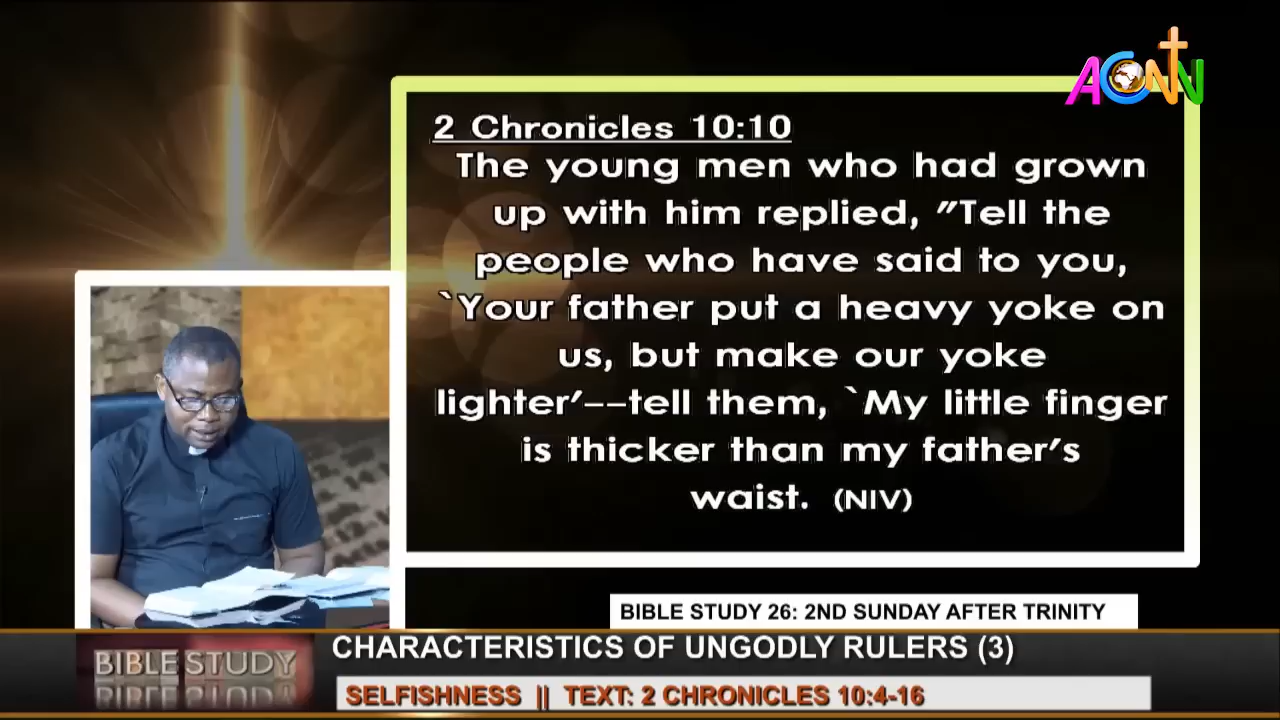 ACNN
2 Chronicles 10:10
The young men who had grown
up with him replied, "Tell the
people who have said to you,
`Your father put a heavy yoke on
us, but make our yoke
lighter'--tell them, `My little finger
is thicker than my father's
waist. (NIV)
BIBLE STUDY 26: 2ND SUNDAY AFTER TRINITY
CHARACTERISTICS OF UNGODLY RULERS (3)
BIBLE STUDY
SELFISHNESS || TEXT: 2 CHRONICLES 10:4-16